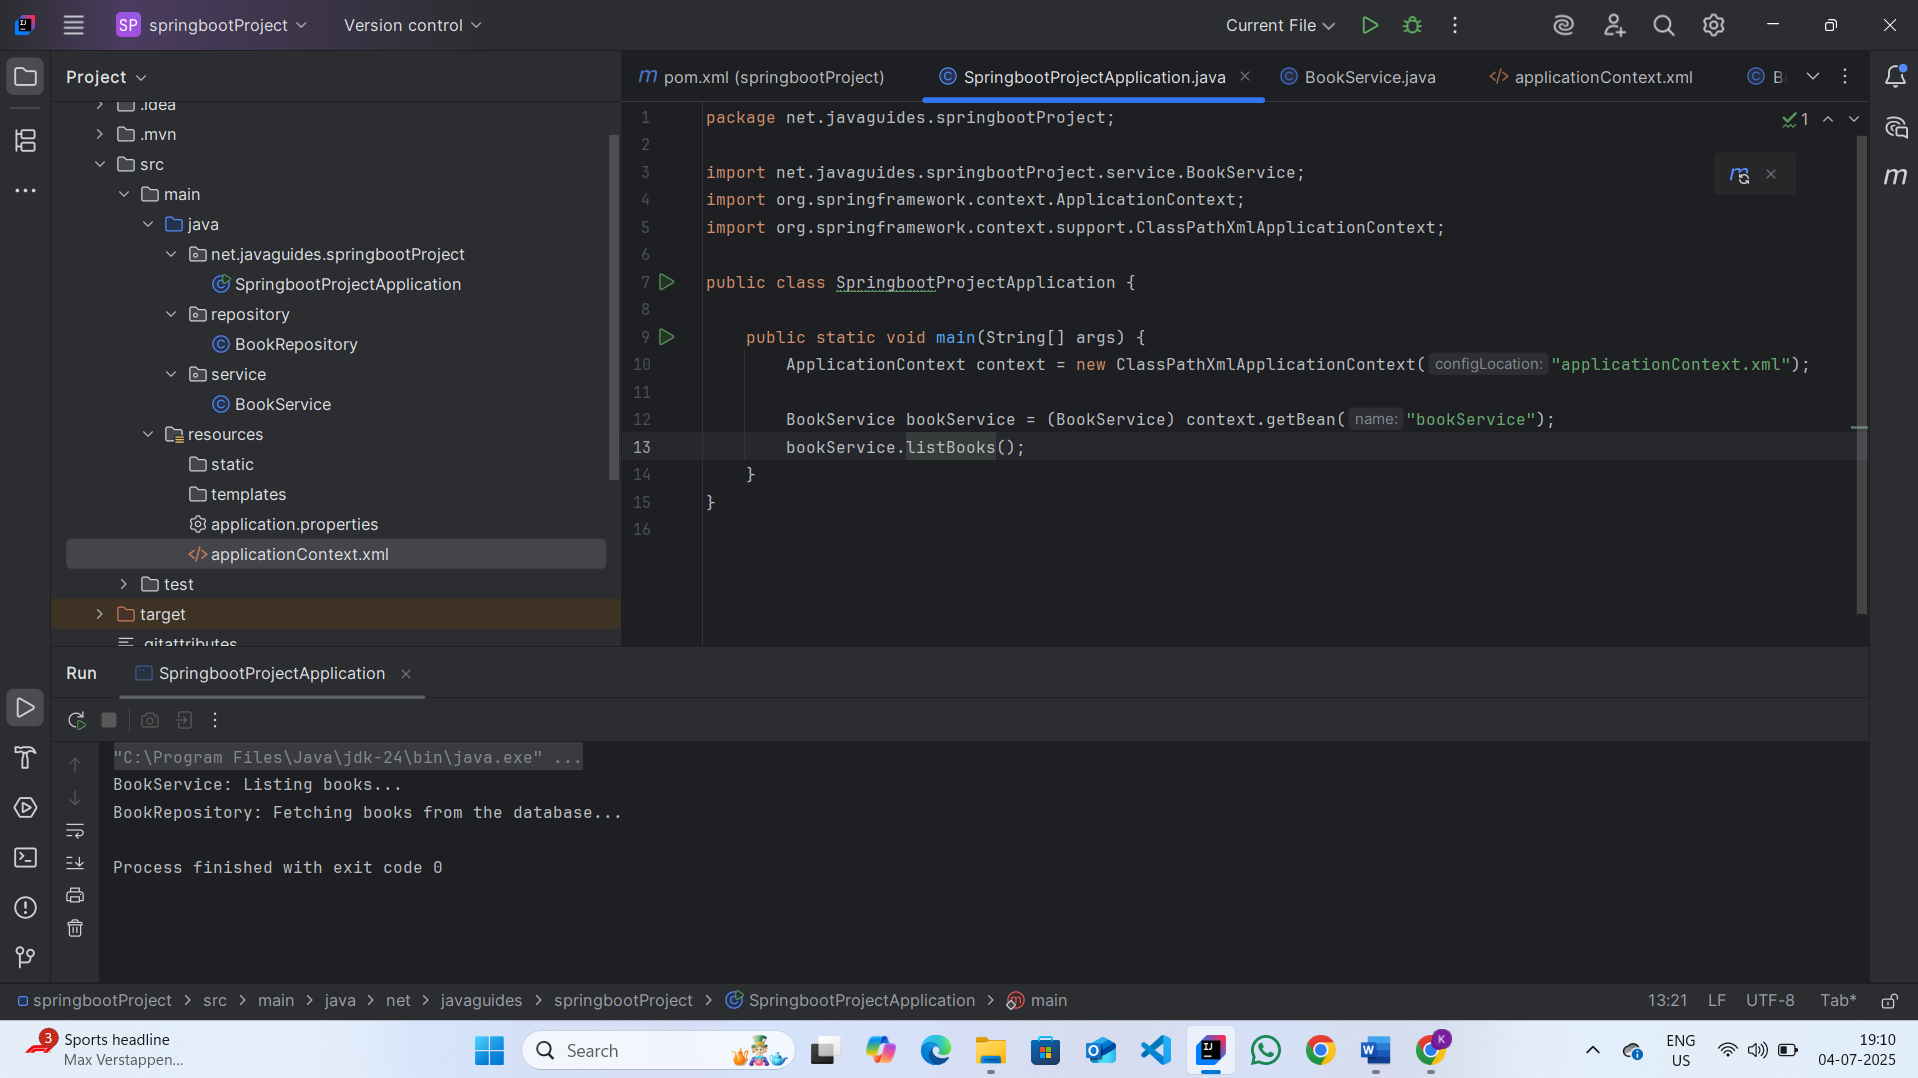 SP springbootProject Version control Current File
Project
.idea
.mvn
src
main
java
net.javaguides.springbootProject
SpringbootProjectApplication
repository
BookRepository
service
BookService
resources
static
templates
application.properties
</> applicationContext.xml
test
target
.gitattributes
m pom.xml (springbootProject) SpringbootProjectApplication.java BookService.java </> applicationContext.xml
1 package net.javaguides.springbootProject;
2
3 import net.javaguides.springbootProject.service.BookService;
4 import org.springframework.context.ApplicationContext;
5 import org.springframework.context.support.ClassPathXmlApplicationContext;
6
7 public class SpringbootProjectApplication {
8
9 public static void main(String[] args) {
10 ApplicationContext context = new ClassPathXmlApplicationContext( configLocation: "applicationContext.xml");
11
12 BookService bookService = (BookService) context.getBean( name: "bookService");
13 bookService.listBooks();
14 }
15 }
16
1
Run SpringbootProjectApplication
"C:\Program Files\Java\jdk-24\bin\java.exe" ...
BookService: Listing books...
BookRepository: Fetching books from the database...
Process finished with exit code 0
springbootProject > src > main > java > net > javaguides > springbootProject > SpringbootProjectApplication > main 13:21 LF UTF-8 Tab*
3 Sports headline
Max Verstappen...
Search
ENG
US
19:10
04-07-2025